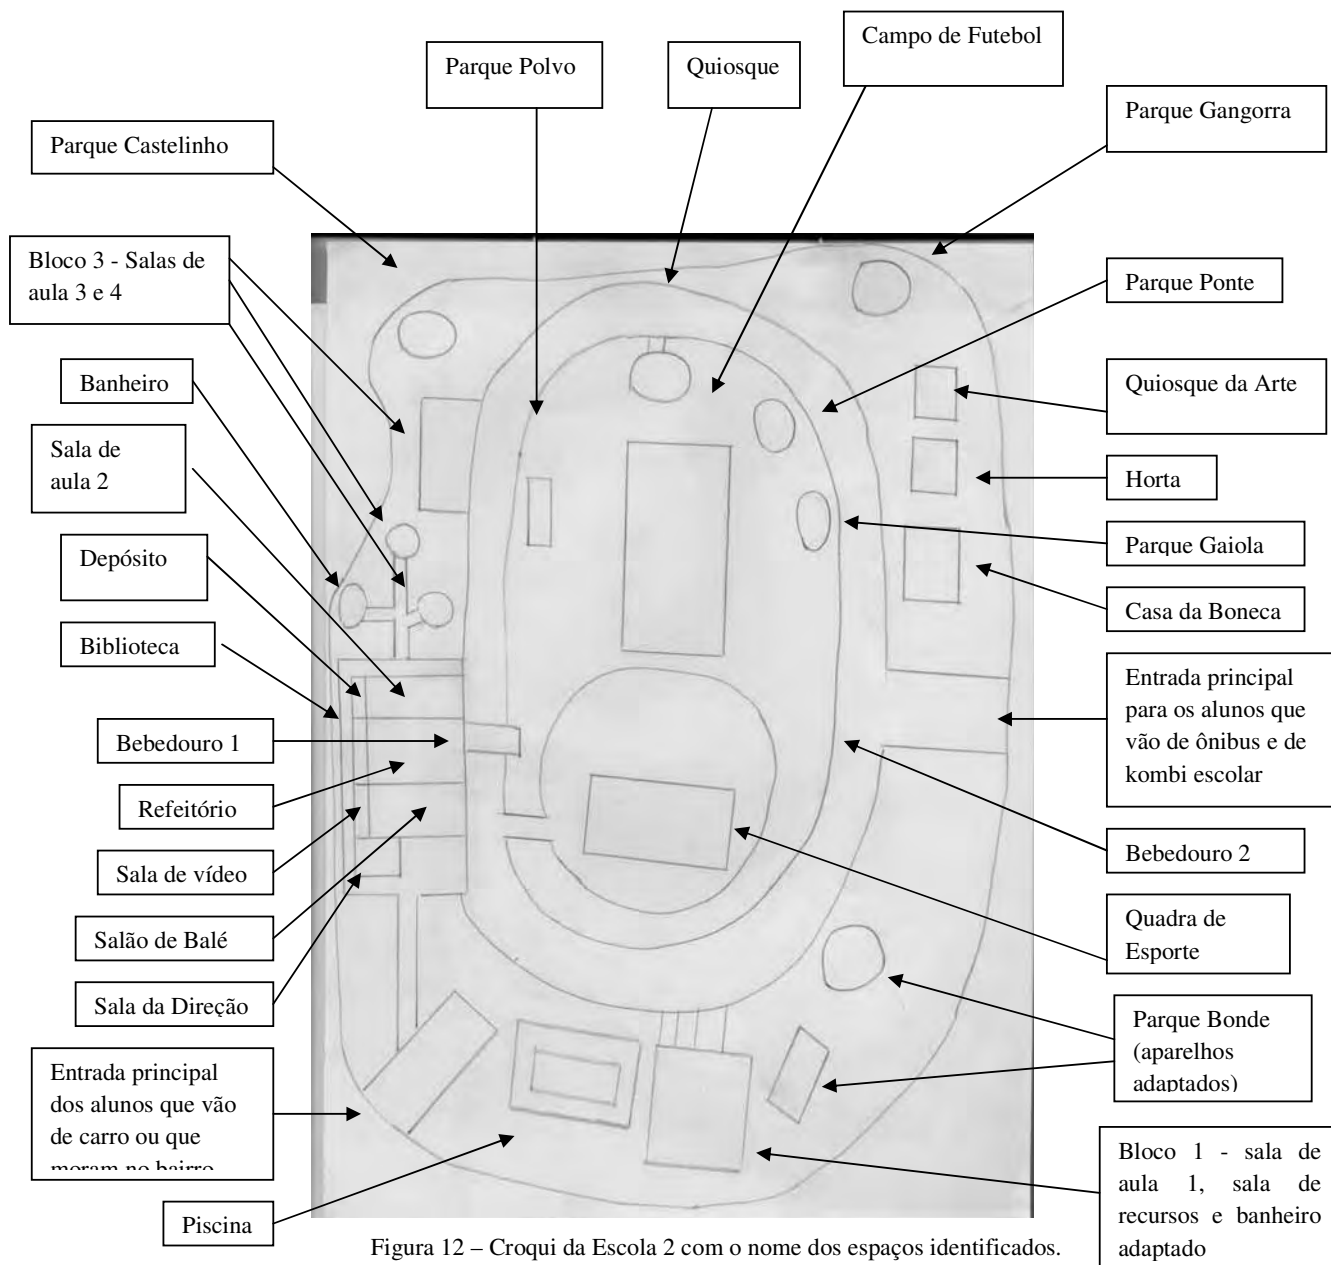 Campo de Futebol
Parque Polvo
Quiosque
Parque Gangorra
Parque Castelinho
Bloco 3 - Salas de
aula 3 e 4
Parque Ponte
Banheiro
Quiosque da Arte
Sala de
aula 2
Horta
Depósito
Parque Gaiola
Biblioteca
Casa da Boneca
Entrada principal
para os alunos que
vão de ônibus e de
kombi escolar
Bebedouro 1
Refeitório
Bebedouro 2
Sala de vídeo
Quadra de
Esporte
Salão de Balé
Sala da Direção
Parque Bonde
(aparelhos
adaptados)
Entrada principal
dos alunos que vão
de carro ou que
moram no bairro
Bloco 1 - sala de
aula 1, sala de
recursos e banheiro
adaptado
Piscina
Figura 12 – Croqui da Escola 2 com o nome dos espaços identificados.